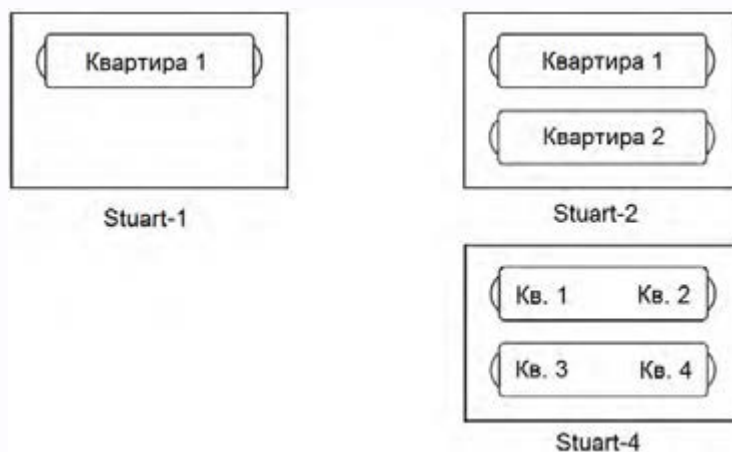 Квартира 1
Stuart-1
Квартира 1
Квартира 2
Stuart-2
Кв. 1 Кв. 2
Кв. 3 Кв. 4
Stuart-4